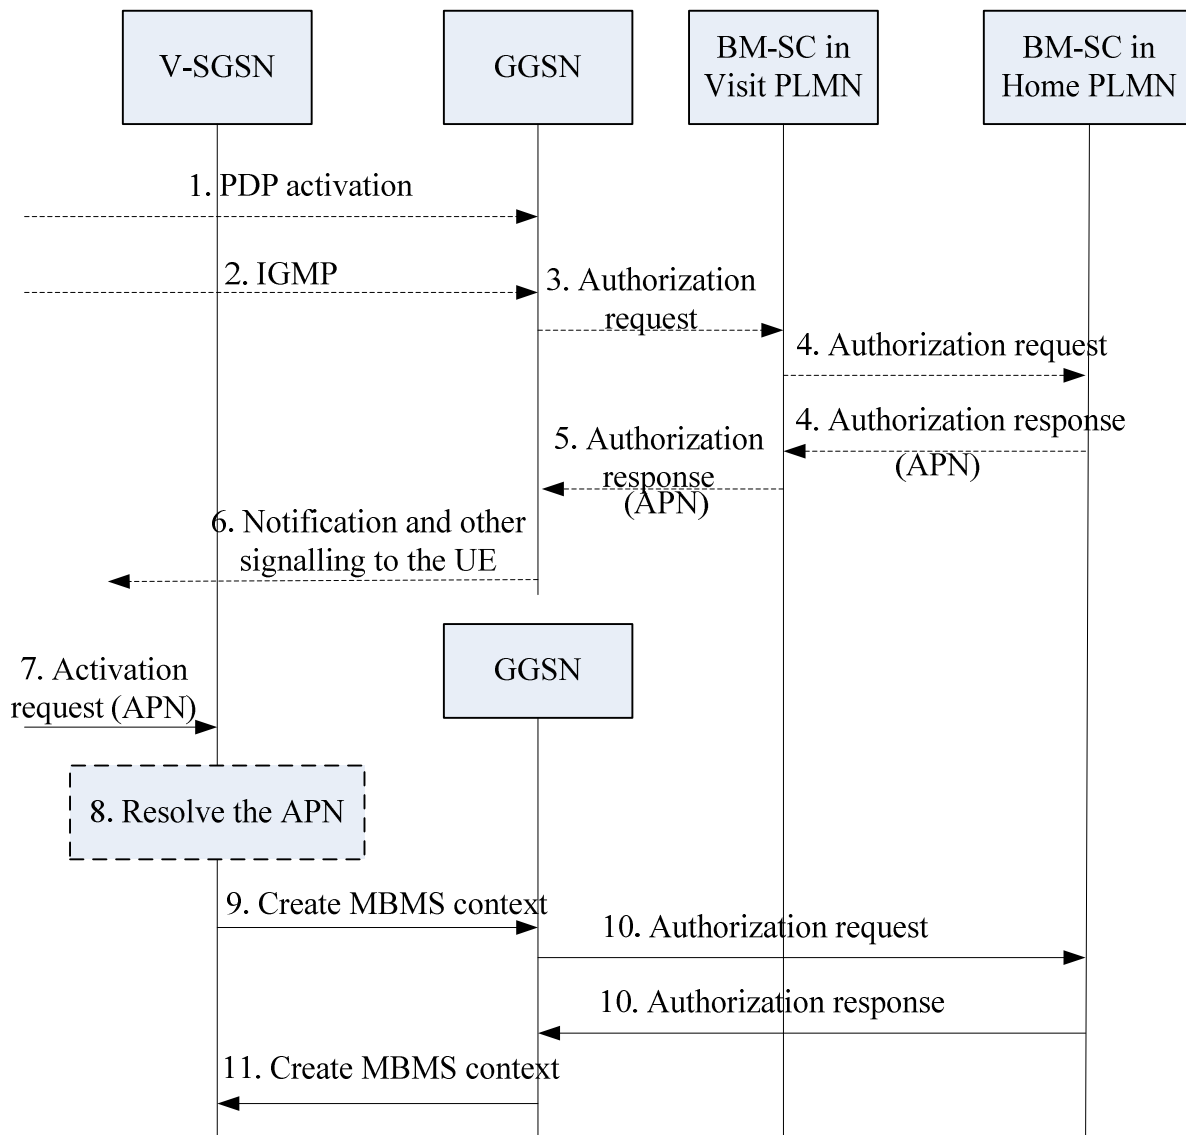 V-SGSN
GGSN
BM-SC in
Visit PLMN
BM-SC in
Home PLMN
1. PDP activation
2. IGMP
3. Authorization
request
4. Authorization request
4. Authorization response
(APN)
5. Authorization
response
(APN)
6. Notification and other
signalling to the UE
GGSN
7. Activation
request (APN)
8. Resolve the APN
9. Create MBMS context
10. Authorization request
10. Authorization response
11. Create MBMS context